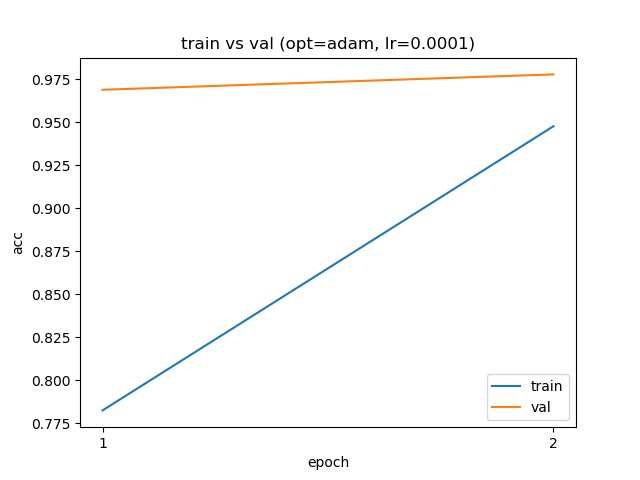 train vs val (opt=adam, lr=0.0001)
0.975
0.950
0.925
0.900
0.875
0.850
0.825
0.800
0.775
acc
train
val
1
2
epoch